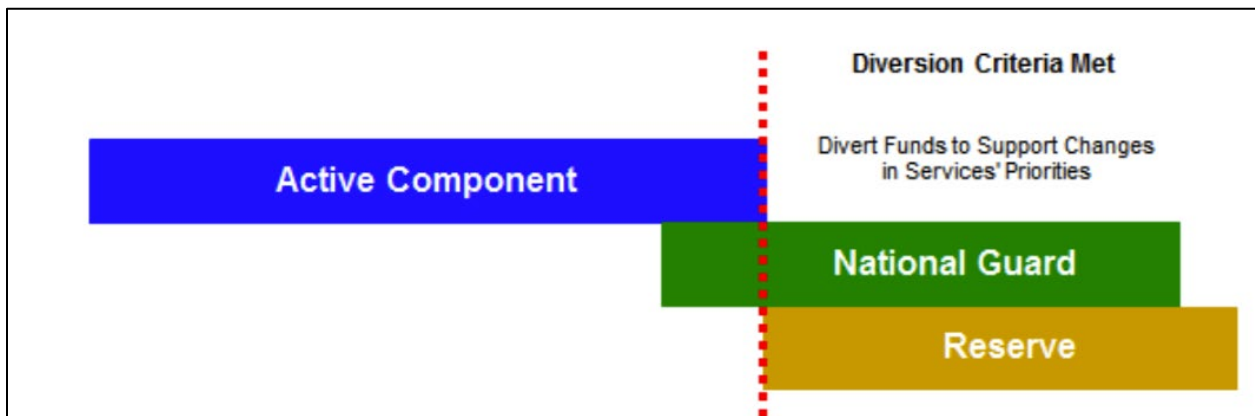 Diversion Criteria Met
Divert Funds to Support Changes
in Services' Priorities
Active Component
National Guard
Reserve